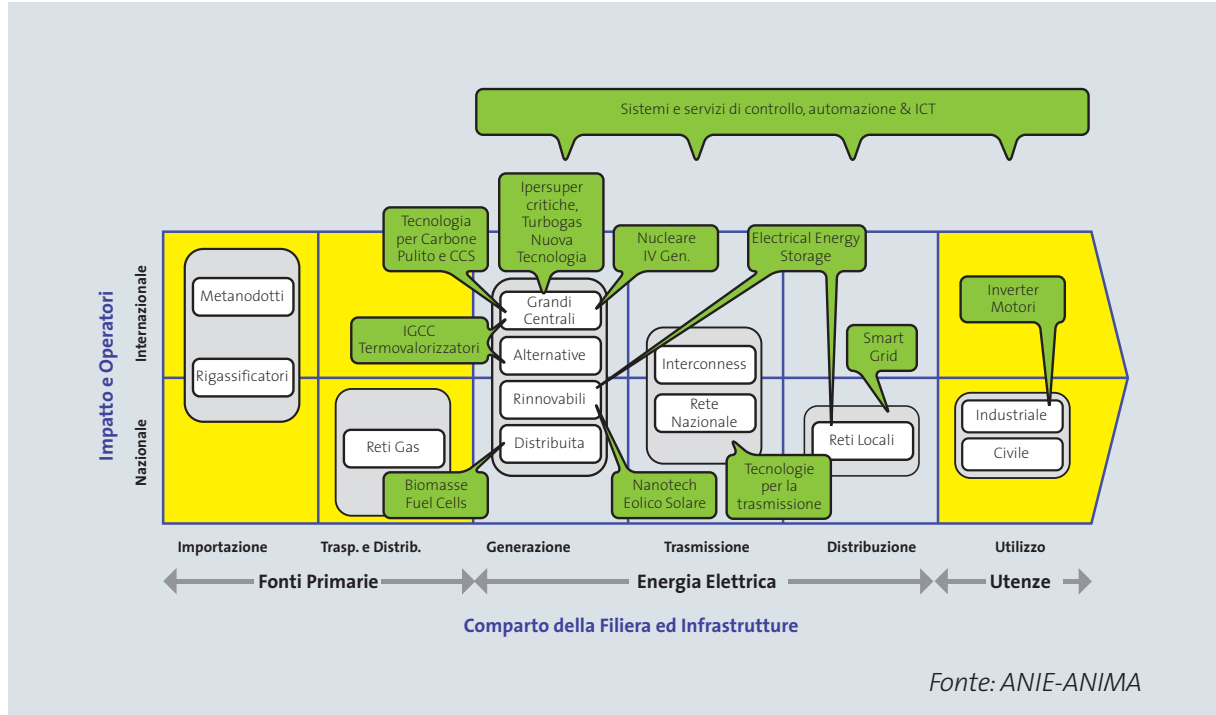 Sistemi e servizi di controllo, automazione & ICT
Ipersuper
critiche,
Turbogas
Nuova
Tecnologia
Tecnologia
per Carbone
Pulito e CCS
Nucleare
IV Gen.
Electrical Energy
Storage
Impatto e Operatori
Internazionale
Nazionale
Metanodotti
Rigassificatori
Reti Gas
IGCC
Termovalorizzatori
Grandi
Centrali
Alternative
Rinnovabili
Distribuita
Biomasse
Fuel Cells
Nanotech
Eolico Solare
Interconness
Rete
Nazionale
Tecnologie
per la
trasmissione
Smart
Grid
Reti Locali
Inverter
Motori
Industriale
Civile
Importazione
Trasp. e Distrib.
Generazione
Trasmissione
Distribuzione
Utilizzo
Fonti Primarie
Energia Elettrica
Utenze
Comparto della Filiera ed Infrastutture
Fonte: ANIE-ANIMA